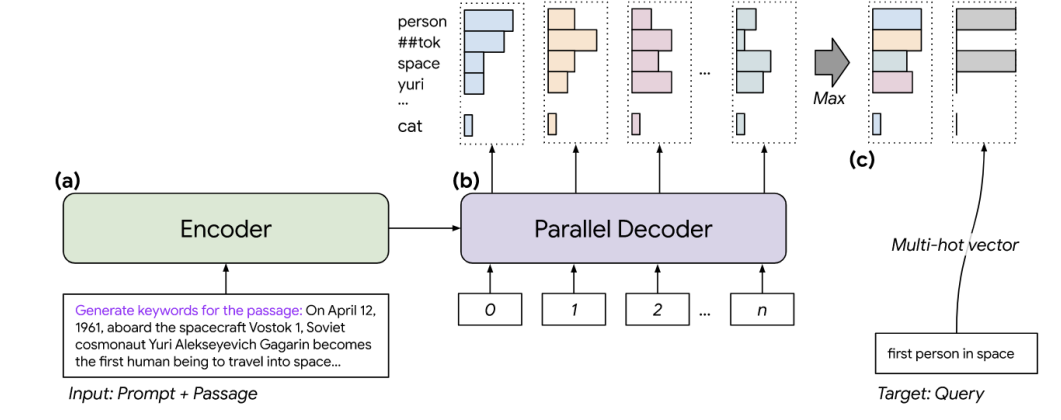 person
##tok
space
yuri
...
cat
...
Max
(a)
(b)
(c)
Encoder
Parallel Decoder
Multi-hot vector
Generate keywords for the passage: On April 12,
1961, aboard the spacecraft Vostok 1, Soviet
cosmonaut Yuri Alekseyevich Gagarin becomes
the first human being to travel into space...
0
1
2
...
n
first person in space
Input: Prompt + Passage
Target: Query